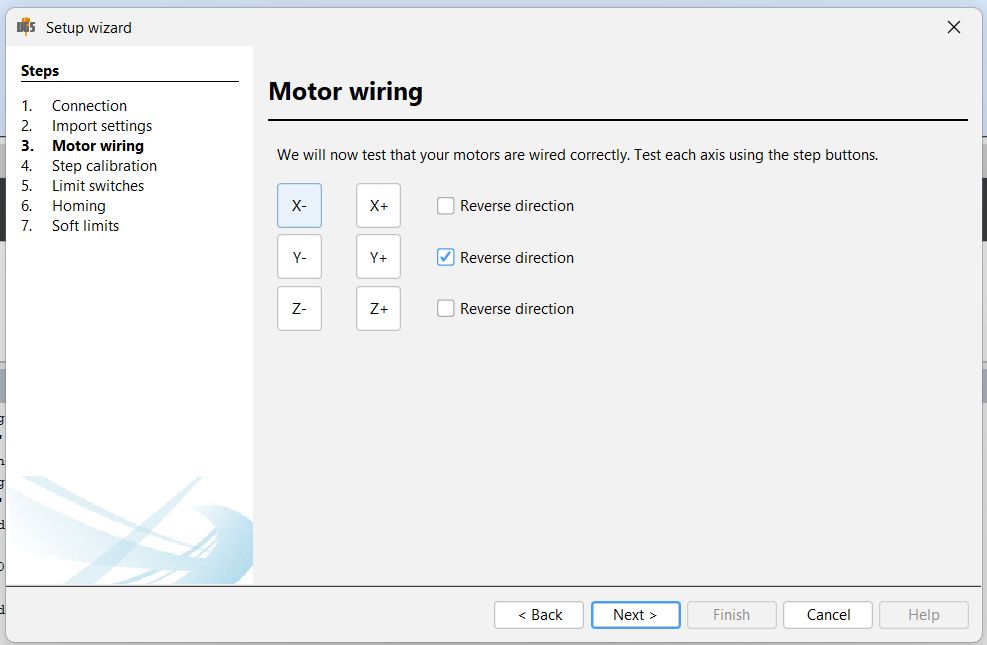 UGS Setup wizard
Steps
1. Connection
2. Import settings
3. Motor wiring
4. Step calibration
5. Limit switches
6. Homing
7. Soft limits
Motor wiring
We will now test that your motors are wired correctly. Test each axis using the step buttons.
X- X+ Reverse direction
Y- Y+ Reverse direction
Z- Z+ Reverse direction
< Back Next > Finish Cancel Help